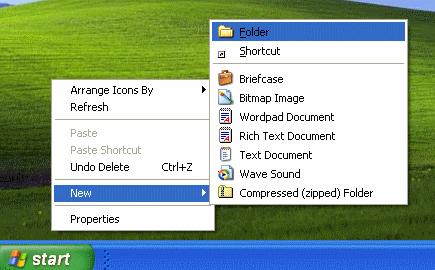 Arrange Icons By
Refresh
Paste
Paste Shortcut
Undo Delete Ctrl+Z
New
Properties
Folder
Shortcut
Briefcase
Bitmap Image
Wordpad Document
Rich Text Document
Text Document
Wave Sound
Compressed (zipped) Folder
start